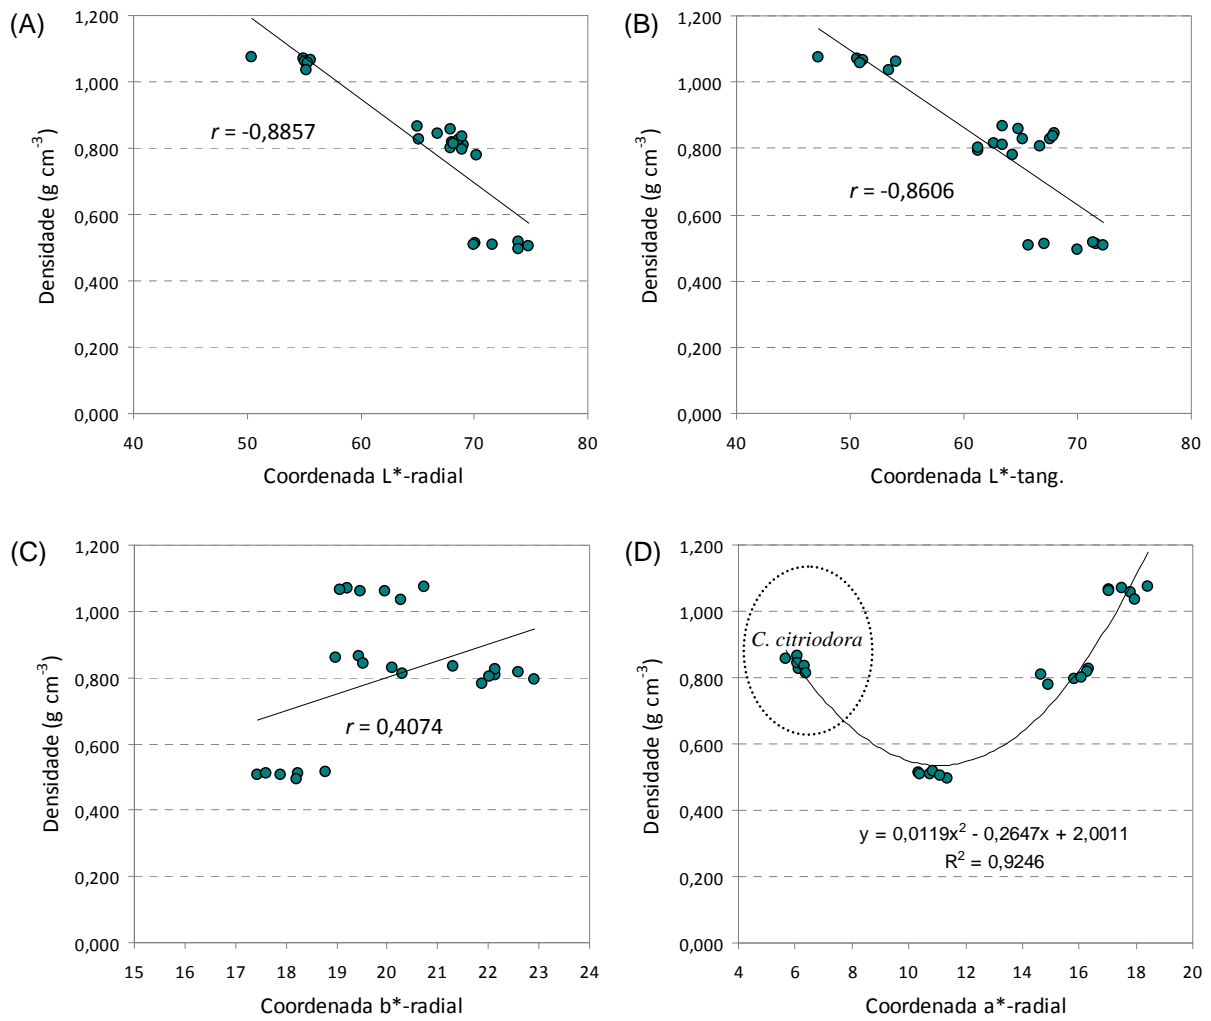 (A)
1,200
1,000
0,800
0,600
0,400
0,200
0,000
Densidade (g cm-3)
r = -0,8857
40 50 60 70 80
Coordenada L*-radial
(B)
1,200
1,000
0,800
0,600
0,400
0,200
0,000
Densidade (g cm-3)
r = -0,8606
40 50 60 70 80
Coordenada L*-tang.
(C)
1,200
1,000
0,800
0,600
0,400
0,200
0,000
Densidade (g cm-3)
r = 0,4074
15 16 17 18 19 20 21 22 23 24
Coordenada b*-radial
(D)
1,200
1,000
0,800
0,600
0,400
0,200
0,000
Densidade (g cm-3)
C. citriodora
y = 0,0119x2 - 0,2647x + 2,0011
R2 = 0,9246
4 6 8 10 12 14 16 18 20
Coordenada a*-radial